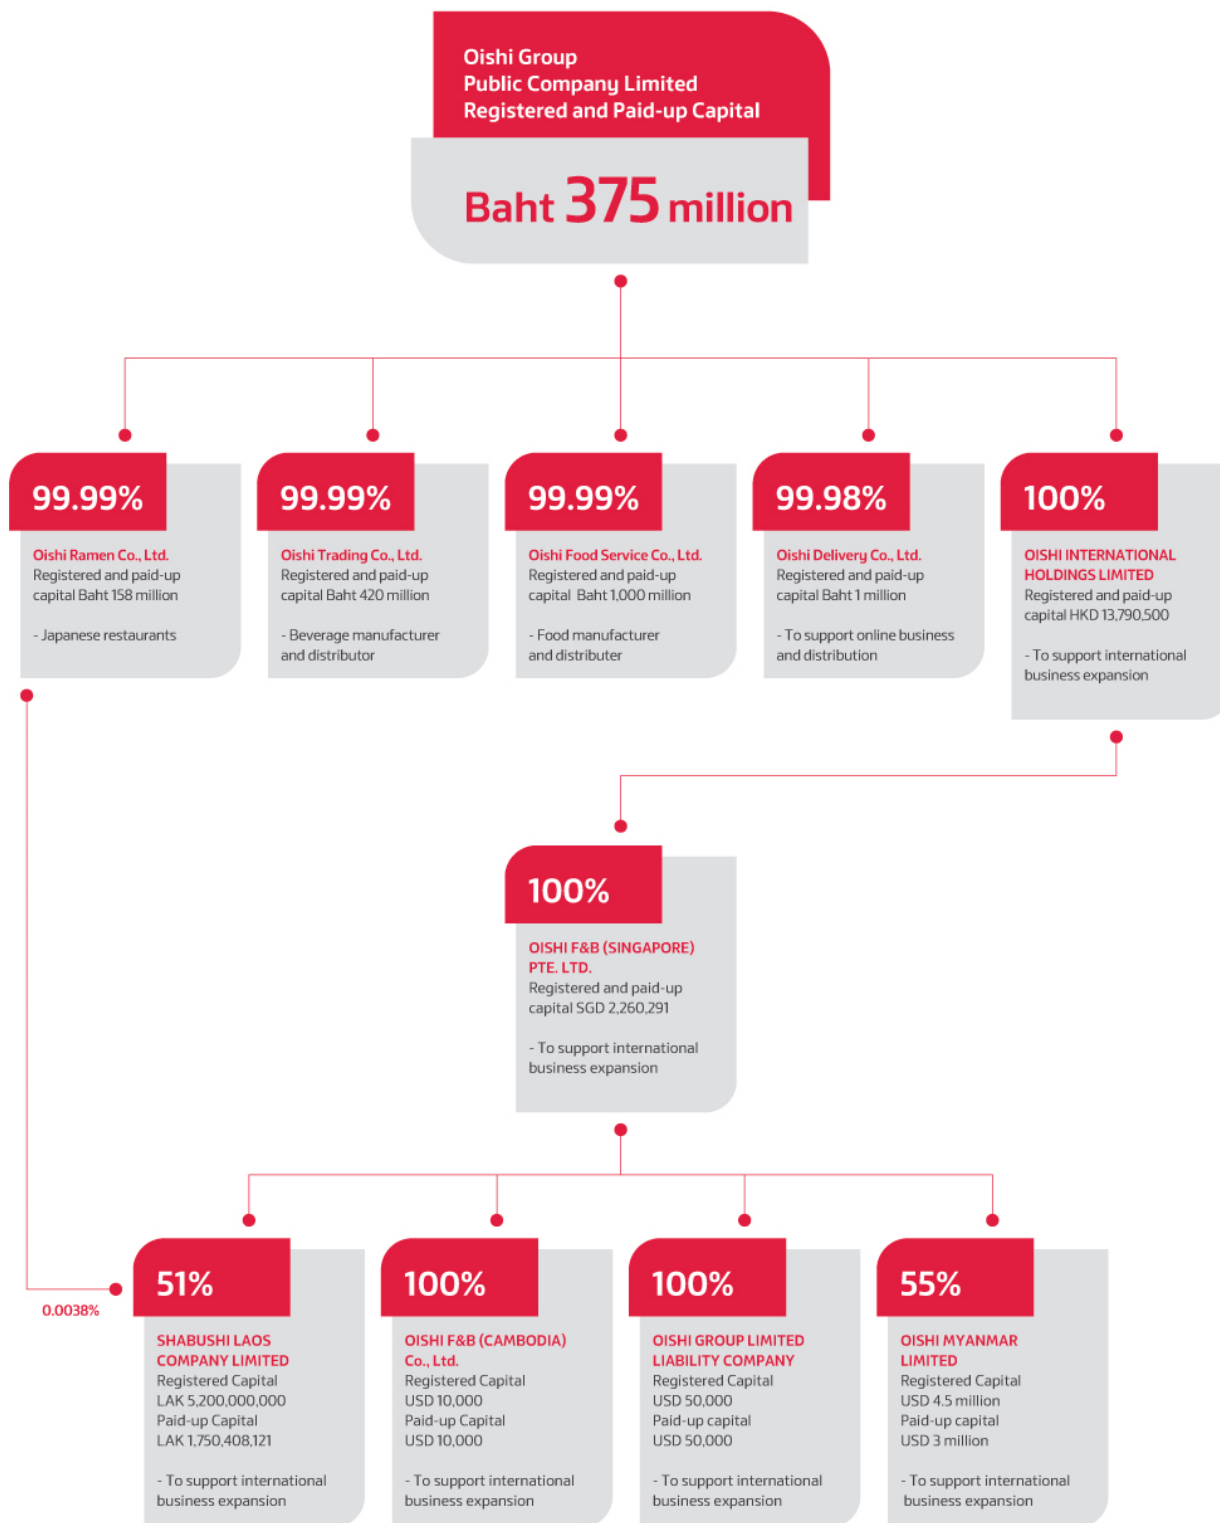 Oishi Group
Public Company Limited
Registered and Paid-up Capital
Baht 375 million
99.99%
Oishi Ramen Co., Ltd.
Registered and paid-up
capital Baht 158 million
- Japanese restaurants
99.99%
Oishi Trading Co., Ltd.
Registered and paid-up
capital Baht 420 million
- Beverage manufacturer
and distributor
99.99%
Oishi Food Service Co., Ltd.
Registered and paid-up
capital Baht 1,000 million
- Food manufacturer
and distributer
99.98%
Oishi Delivery Co., Ltd.
Registered and paid-up
capital Baht 1 million
- To support online business
and distribution
100%
OISHI INTERNATIONAL
HOLDINGS LIMITED
Registered and paid-up
capital HKD 13,790,500
- To support international
business expansion
100%
OISHI F&B (SINGAPORE)
PTE. LTD.
Registered and paid-up
capital SGD 2,260,291
- To support international
business expansion
0.0038%
51%
SHABUSHI LAOS
COMPANY LIMITED
Registered Capital
LAK 5,200,000,000
Paid-up Capital
LAK 1,750,408,121
- To support international
business expansion
100%
OISHI F&B (CAMBODIA)
Co., Ltd.
Registered Capital
USD 10,000
Paid-up Capital
USD 10,000
- To support international
business expansion
100%
OISHI GROUP LIMITED
LIABILITY COMPANY
Registered Capital
USD 50,000
Paid-up capital
USD 50,000
- To support international
business expansion
55%
OISHI MYANMAR
LIMITED
Registered Capital
USD 4.5 million
Paid-up capital
USD 3 million
- To support international
business expansion